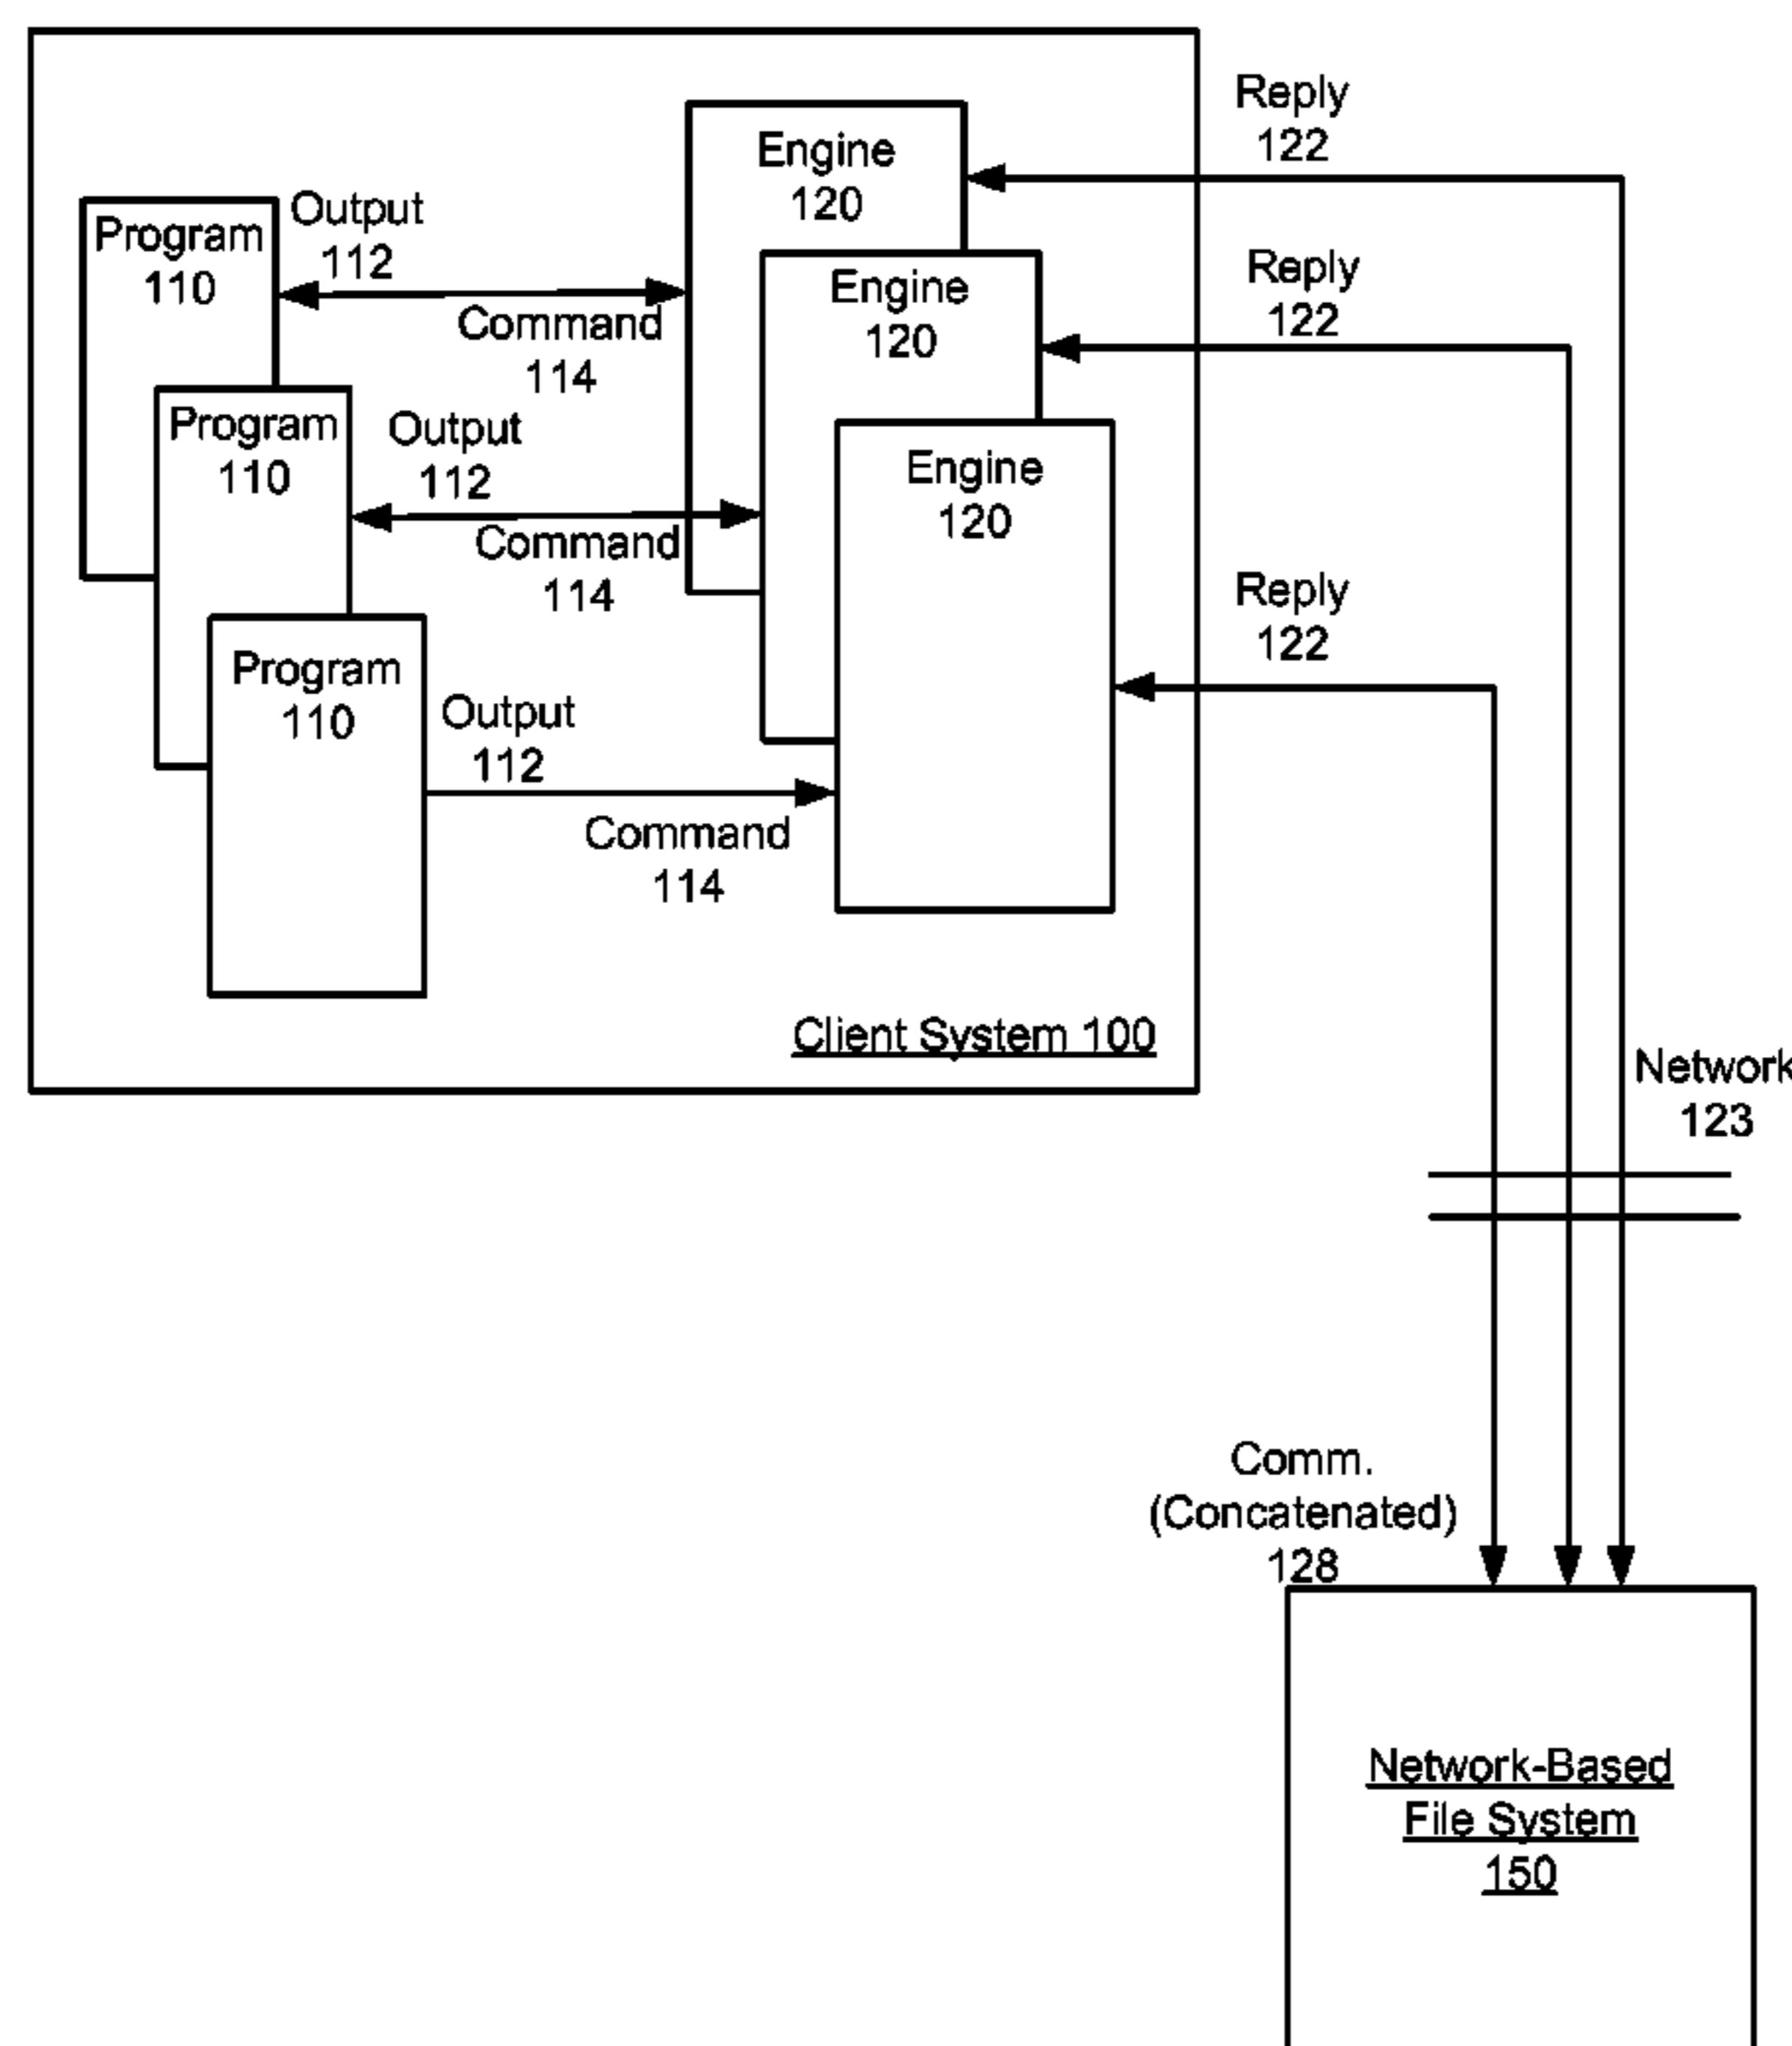 Reply
122
Engine
120
Output
112
Program
110
Reply
122
Engine
120
Command
114
Program
110
Output
112
Engine
120
Command
114
Reply
122
Program
110
Output
112
Command
114
Client System 100
Network
123
Comm.
(Concatenated)
128
Network-Based
File System
150